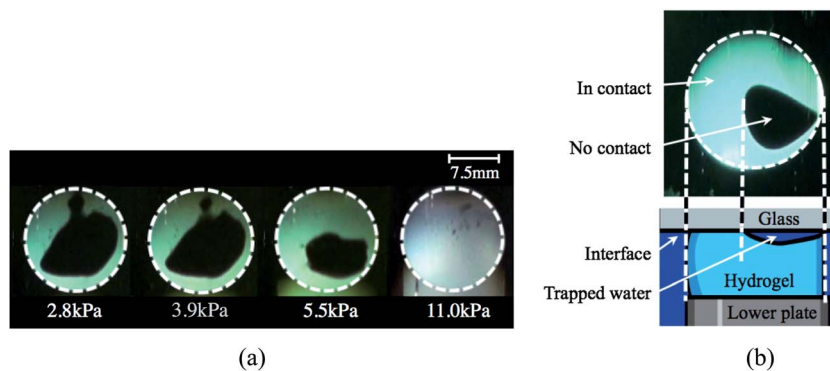 7.5mm
2.8kPa 3.9kPa 5.5kPa 11.0kPa
(a)
In contact
No contact
Glass
Interface
Trapped water
Hydrogel
Lower plate
(b)